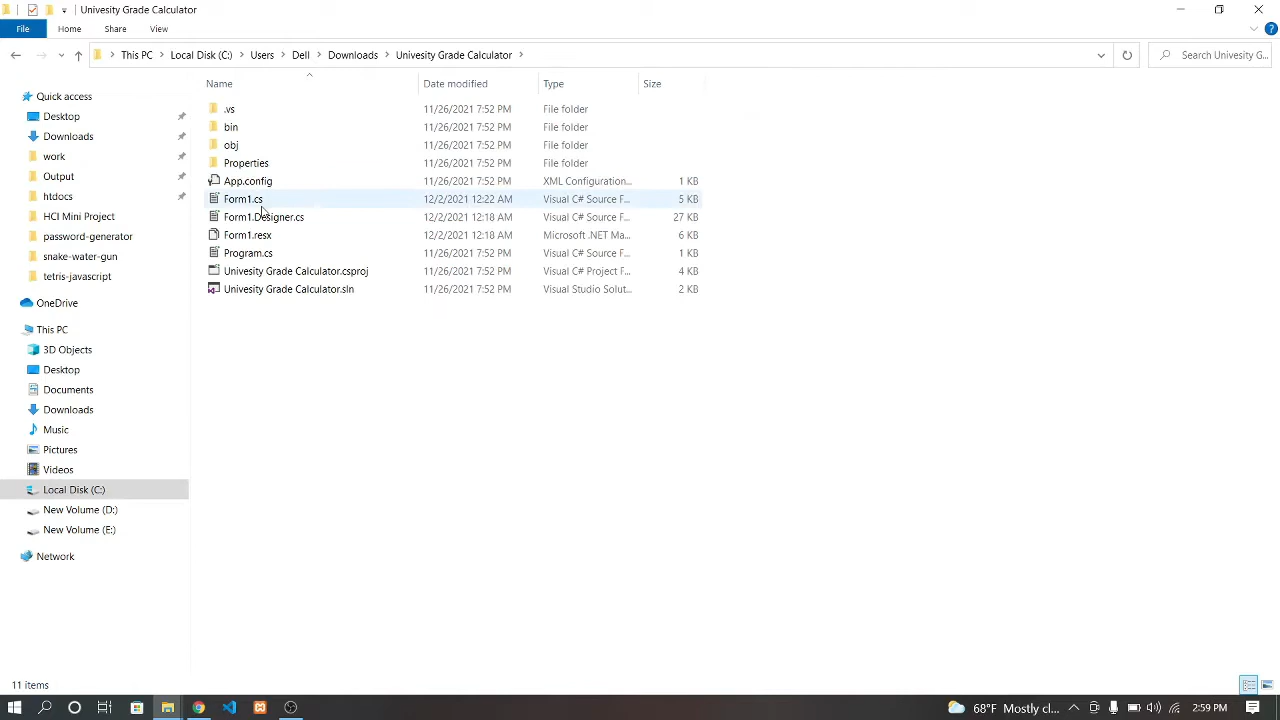 Univesity Grade Calculator
File Home Share View
This PC Local Disk (C:) Users Dell Downloads Univesity Grade Calculator Search Univesity G...
Name Date modified Type Size
Quick access
Desktop
Downloads
work
Output
htdocs
HCI Mini Project
password-generator
snake-water-gun
tetris-javascript
OneDrive
This PC
3D Objects
Desktop
Documents
Downloads
Music
Pictures
Videos
Local Disk (C:)
New Volume (D:)
New Volume (E:)
Network
.vs 11/26/2021 7:52 PM File folder
bin 11/26/2021 7:52 PM File folder
obj 11/26/2021 7:52 PM File folder
Properties 11/26/2021 7:52 PM File folder
App.config 11/26/2021 7:52 PM XML Configuration... 1 KB
Form1.cs 12/2/2021 12:22 AM Visual C# Source F... 5 KB
Form1.Designer.cs 12/2/2021 12:18 AM Visual C# Source F... 27 KB
Form1.resx 12/2/2021 12:18 AM Microsoft .NET Ma... 6 KB
Program.cs 11/26/2021 7:52 PM Visual C# Source F... 1 KB
Univesity Grade Calculator.csproj 11/26/2021 7:52 PM Visual C# Project F... 4 KB
Univesity Grade Calculator.sln 11/26/2021 7:52 PM Visual Studio Solut... 2 KB
11 items
68°F Mostly cl... 2:59 PM